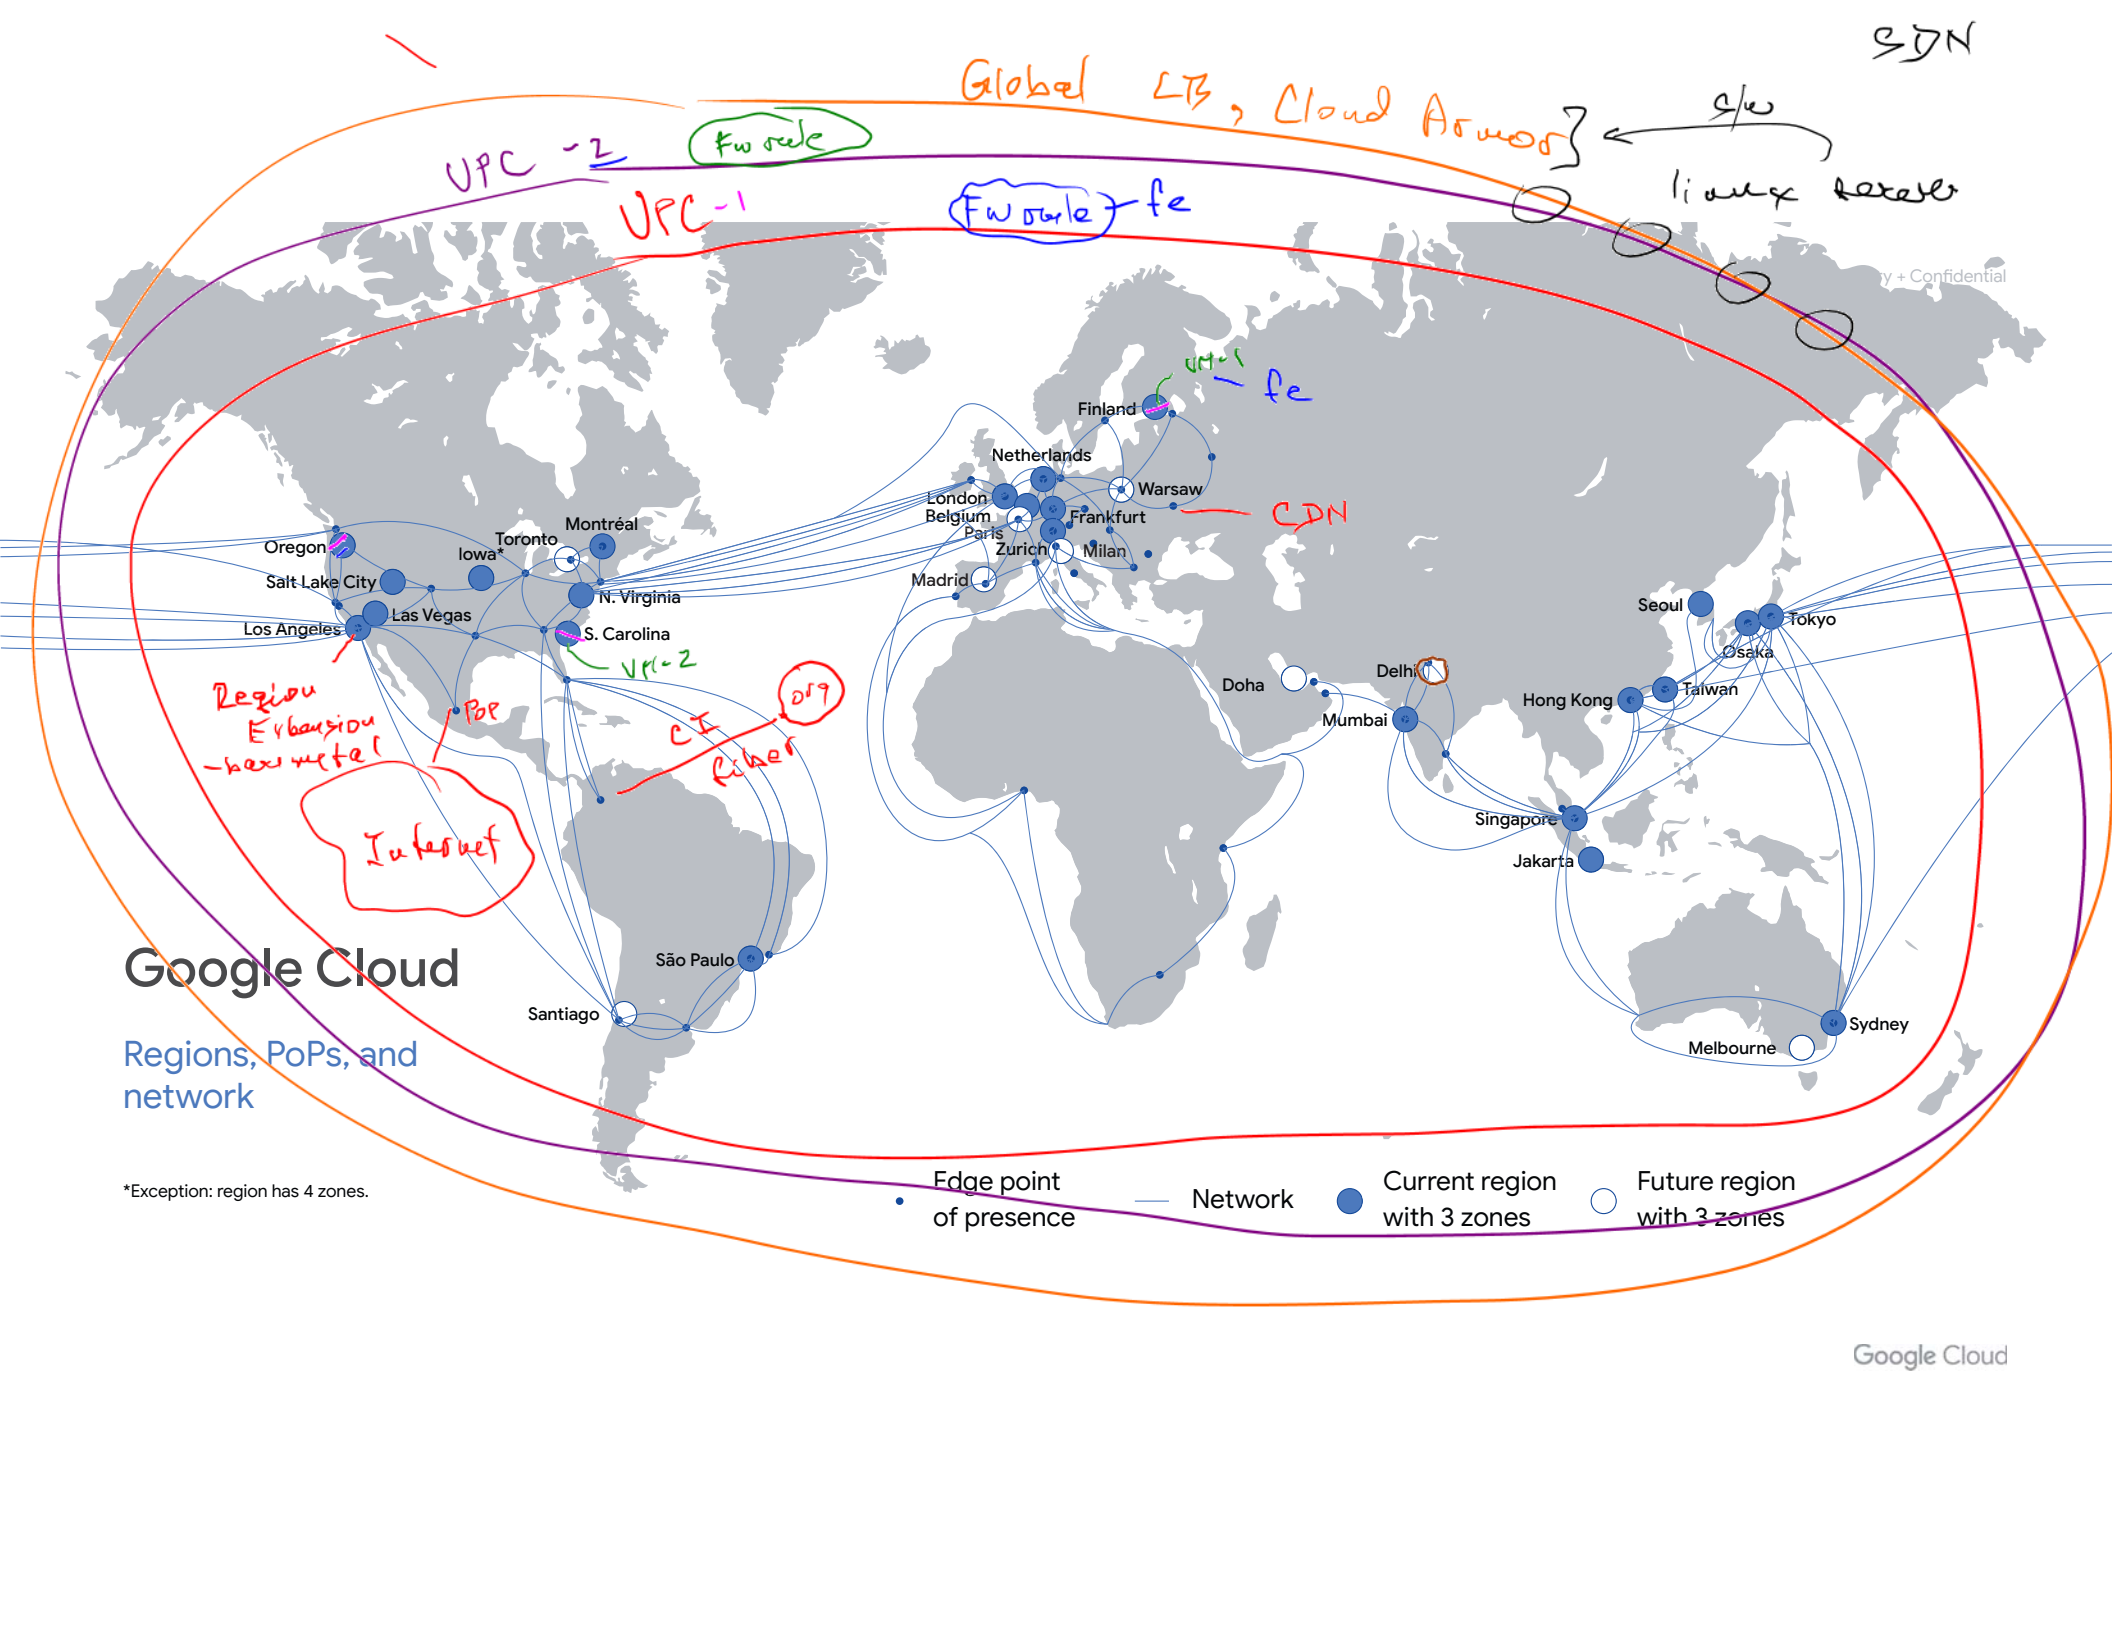 SDN
Global LB, Cloud Armor
S/w
Fw rule
VPC - 2
linux
VPC-1
Fw rule - fe
y + Confidential
VM-1
fe
Finland
Netherlands
London
Warsaw
Belgium
Frankfurt
CDN
Paris
Montréal
Toronto
Oregon
Iowa*
Zurich
Milan
Salt Lake City
Madrid
N. Virginia
Las Vegas
Seoul
Tokyo
Los Angeles
S. Carolina
Osaka
Delhi
Doha
Taiwan
Hong Kong
Mumbai
Region
Expansion
- baremetal
PoP
CI
fiber
org
Internet
Singapore
Jakarta
São Paulo
Google Cloud
Santiago
Sydney
Melbourne
Regions, PoPs, and
network
*Exception: region has 4 zones.
Edge point
of presence
Network
Current region
with 3 zones
Future region
with 3 zones
Google Cloud